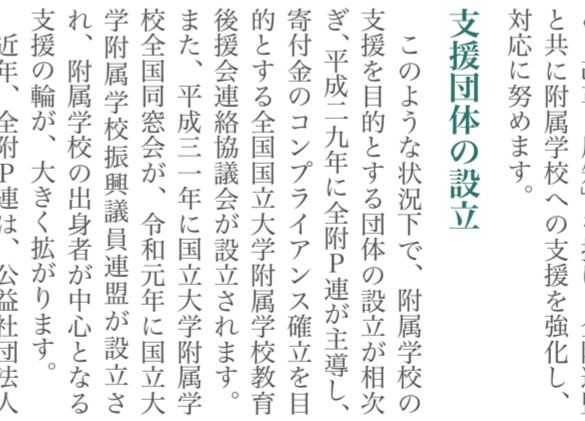 と共に附属学校への支援を強化し、
対応に努めます。
支援団体の設立
このような状況下で、附属学校の
支援を目的とする団体の設立が相次
ぎ、平成二九年に全附P連が主導し、
寄付金のコンプライアンス確立を目
的とする全国国立大学附属学校教育
後援会連絡協議会が設立されます。
また、平成三一年に国立大学附属学
校全国同窓会が、令和元年に国立大
学附属学校振興議員連盟が設立さ
れ、附属学校の出身者が中心となる
支援の輪が、大きく拡がります。
近年、全附P連は、公益社団法人